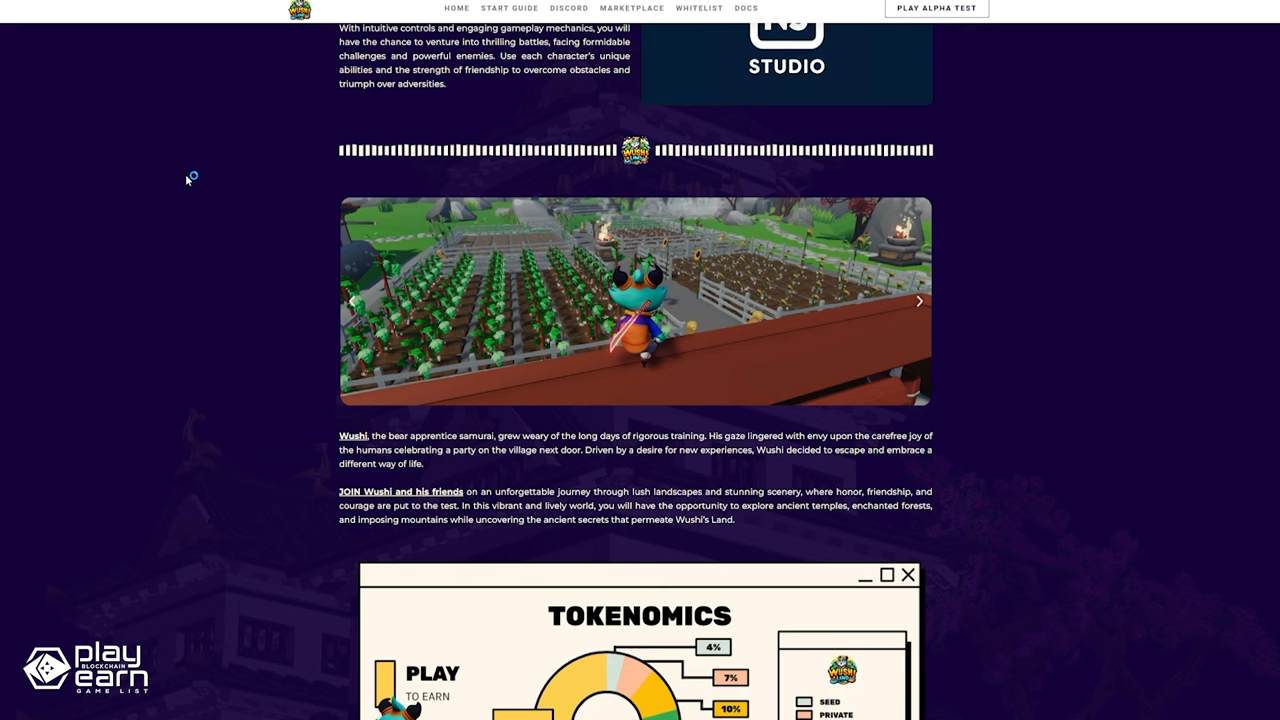 HOME START GUIDE DISCORD MARKETPLACE WHITELIST DOCS PLAY ALPHA TEST
With intuitive controls and engaging gameplay mechanics, you will
have the chance to venture into thrilling battles, facing formidable
challenges and powerful enemies. Use each character's unique
abilities and the strength of friendship to overcome obstacles and
triumph over adversities.
STUDIO
WUSHI
LAND
Wushi, the bear apprentice samurai, grew weary of the long days of rigorous training. His gaze lingered with envy upon the carefree joy of
the humans celebrating a party on the village next door. Driven by a desire for new experiences, Wushi decided to escape and embrace a
different way of life.
JOIN Wushi and his friends on an unforgettable journey through lush landscapes and stunning scenery, where honor, friendship, and
courage are put to the test. In this vibrant and lively world, you will have the opportunity to explore ancient temples, enchanted forests,
and imposing mountains while uncovering the ancient secrets that permeate Wushi's Land.
TOKENOMICS
PLAY
TO EARN
4%
7%
10%
WUSHI
LAND
SEED
PRIVATE
play
BLOCKCHAIN
earn
GAME LIST